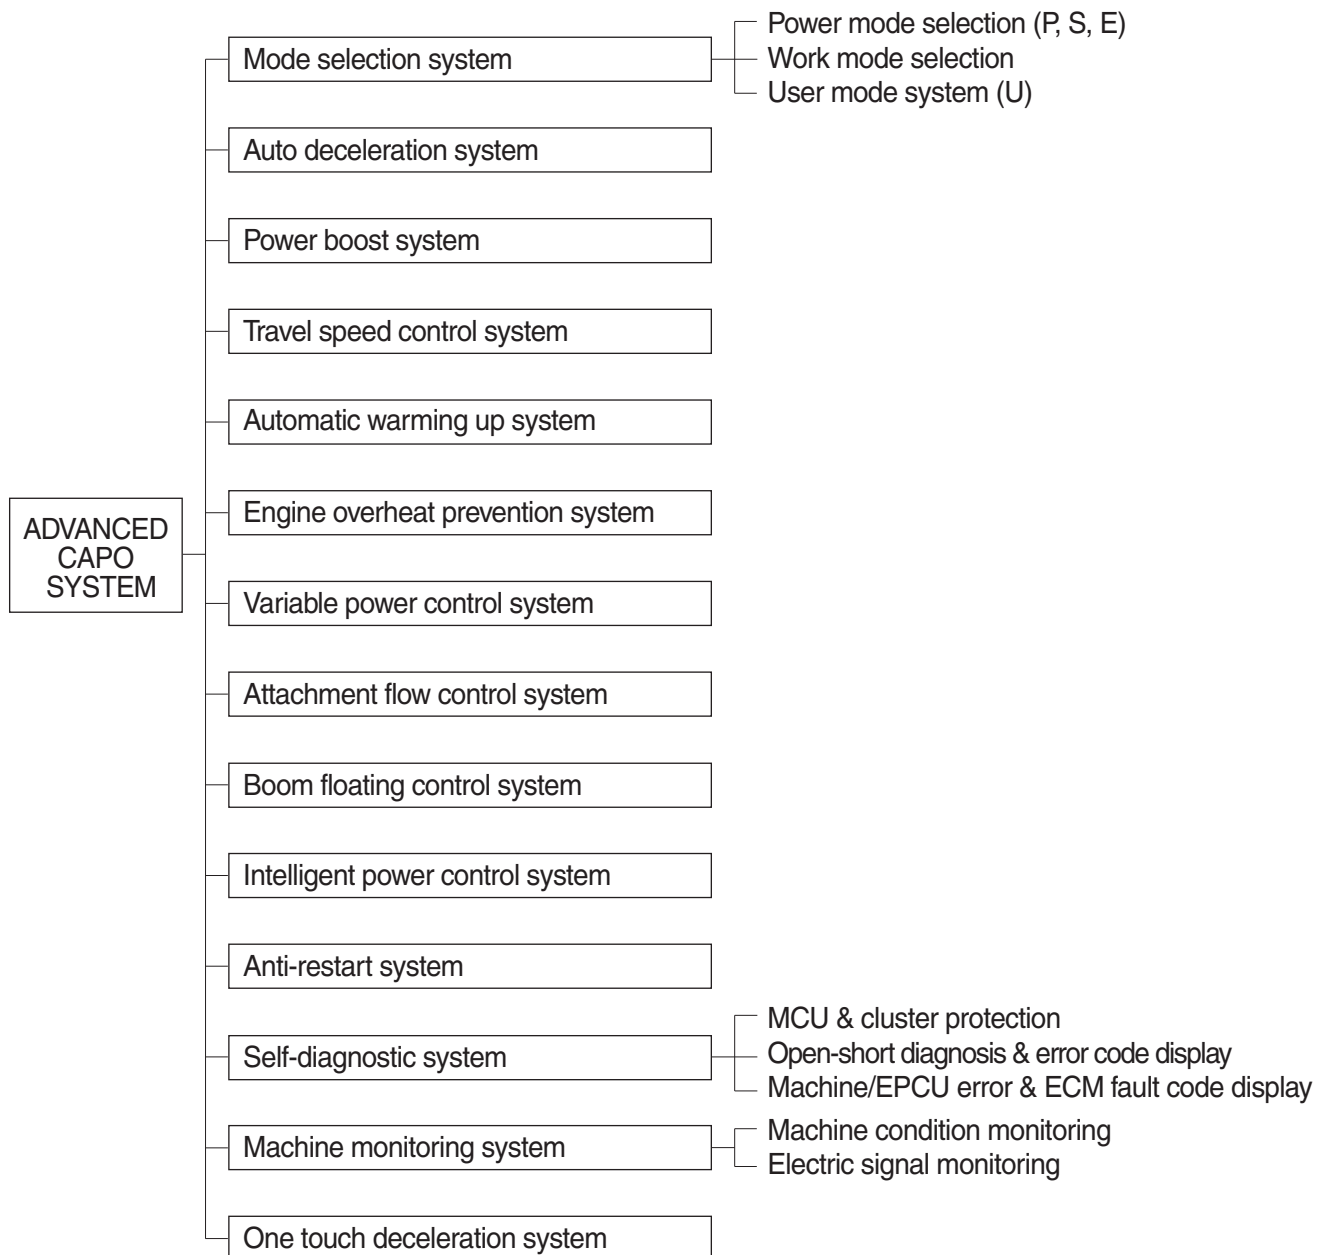 Mode selection system
Power mode selection (P, S, E)
Work mode selection
User mode system (U)
Auto deceleration system
Power boost system
Travel speed control system
Automatic warming up system
Engine overheat prevention system
ADVANCED
CAPO
SYSTEM
Variable power control system
Attachment flow control system
Boom floating control system
Intelligent power control system
Anti-restart system
Self-diagnostic system
MCU & cluster protection
Open-short diagnosis & error code display
Machine/EPCU error & ECM fault code display
Machine monitoring system
Machine condition monitoring
Electric signal monitoring
One touch deceleration system